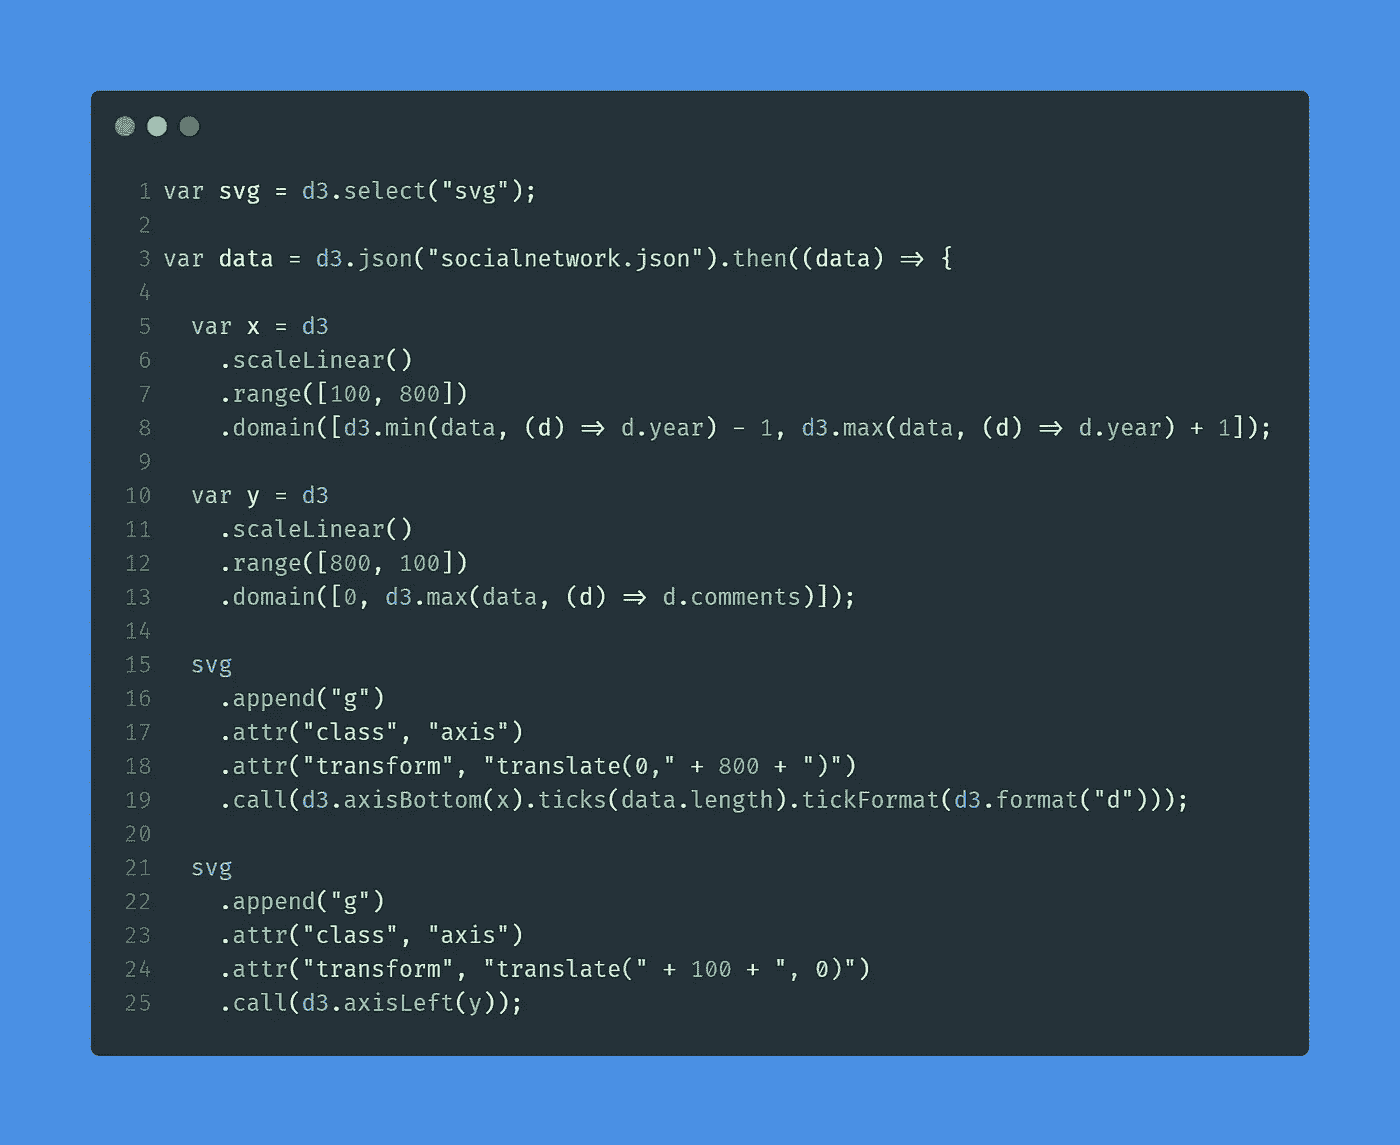 1 var svg = d3.select("svg");
2
3 var data = d3.json("socialnetwork.json").then((data) => {
4
5   var x = d3
6     .scaleLinear()
7     .range([100, 800])
8     .domain([d3.min(data, (d) => d.year) - 1, d3.max(data, (d) => d.year) + 1]);
9
10   var y = d3
11     .scaleLinear()
12     .range([800, 100])
13     .domain([0, d3.max(data, (d) => d.comments)]);
14
15   svg
16     .append("g")
17     .attr("class", "axis")
18     .attr("transform", "translate(0," + 800 + ")")
19     .call(d3.axisBottom(x).ticks(data.length).tickFormat(d3.format("d")));
20
21   svg
22     .append("g")
23     .attr("class", "axis")
24     .attr("transform", "translate(" + 100 + ", 0)")
25     .call(d3.axisLeft(y));